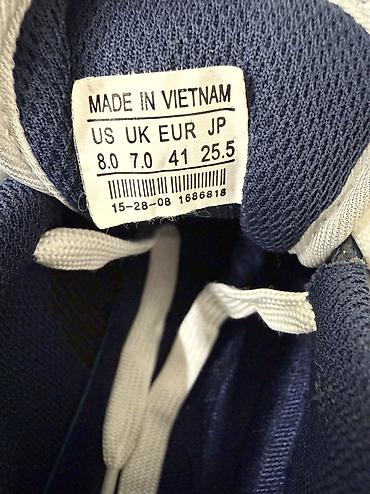 MADE IN VIETNAM
US UK EUR JP
8.0 7.0 41 25.5
15-28-08 1686818